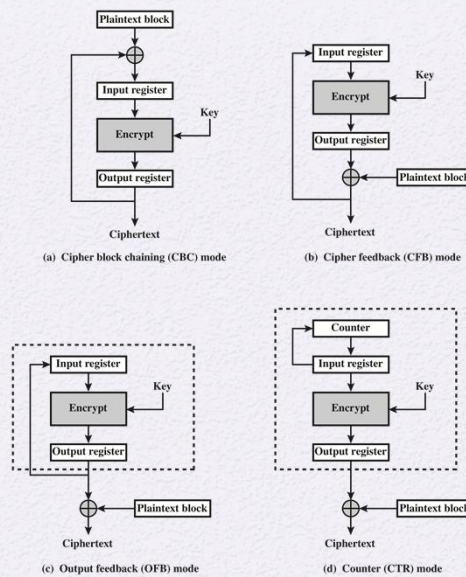 Plaintext block
Input register
Key
Encrypt
Output register
Ciphertext
(a) Cipher block chaining (CBC) mode
Input register
Key
Encrypt
Output register
Plaintext block
Ciphertext
(b) Cipher feedback (CFB) mode
Input register
Key
Encrypt
Output register
Plaintext block
Ciphertext
(c) Output feedback (OFB) mode
Counter
Input register
Key
Encrypt
Output register
Plaintext block
Ciphertext
(d) Counter (CTR) mode